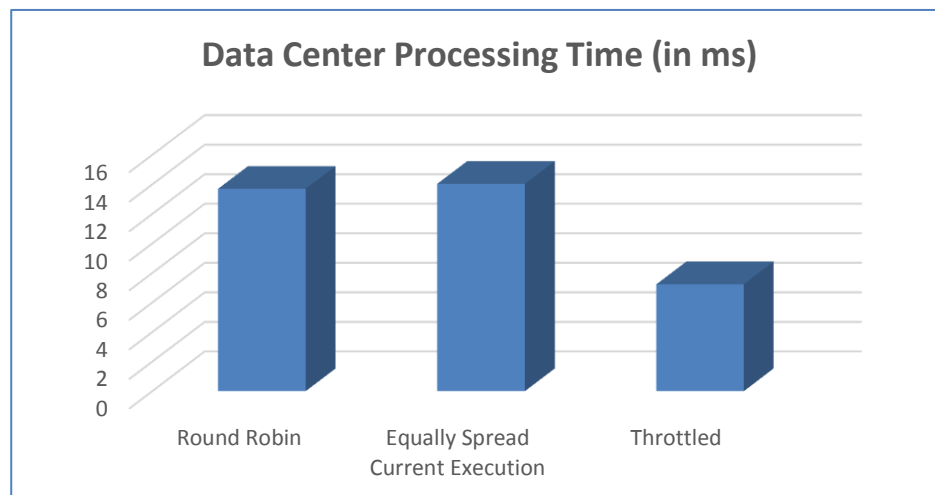 Data Center Processing Time (in ms)
16
14
12
10
8
6
4
2
0
Round Robin
Equally Spread
Current Execution
Throttled